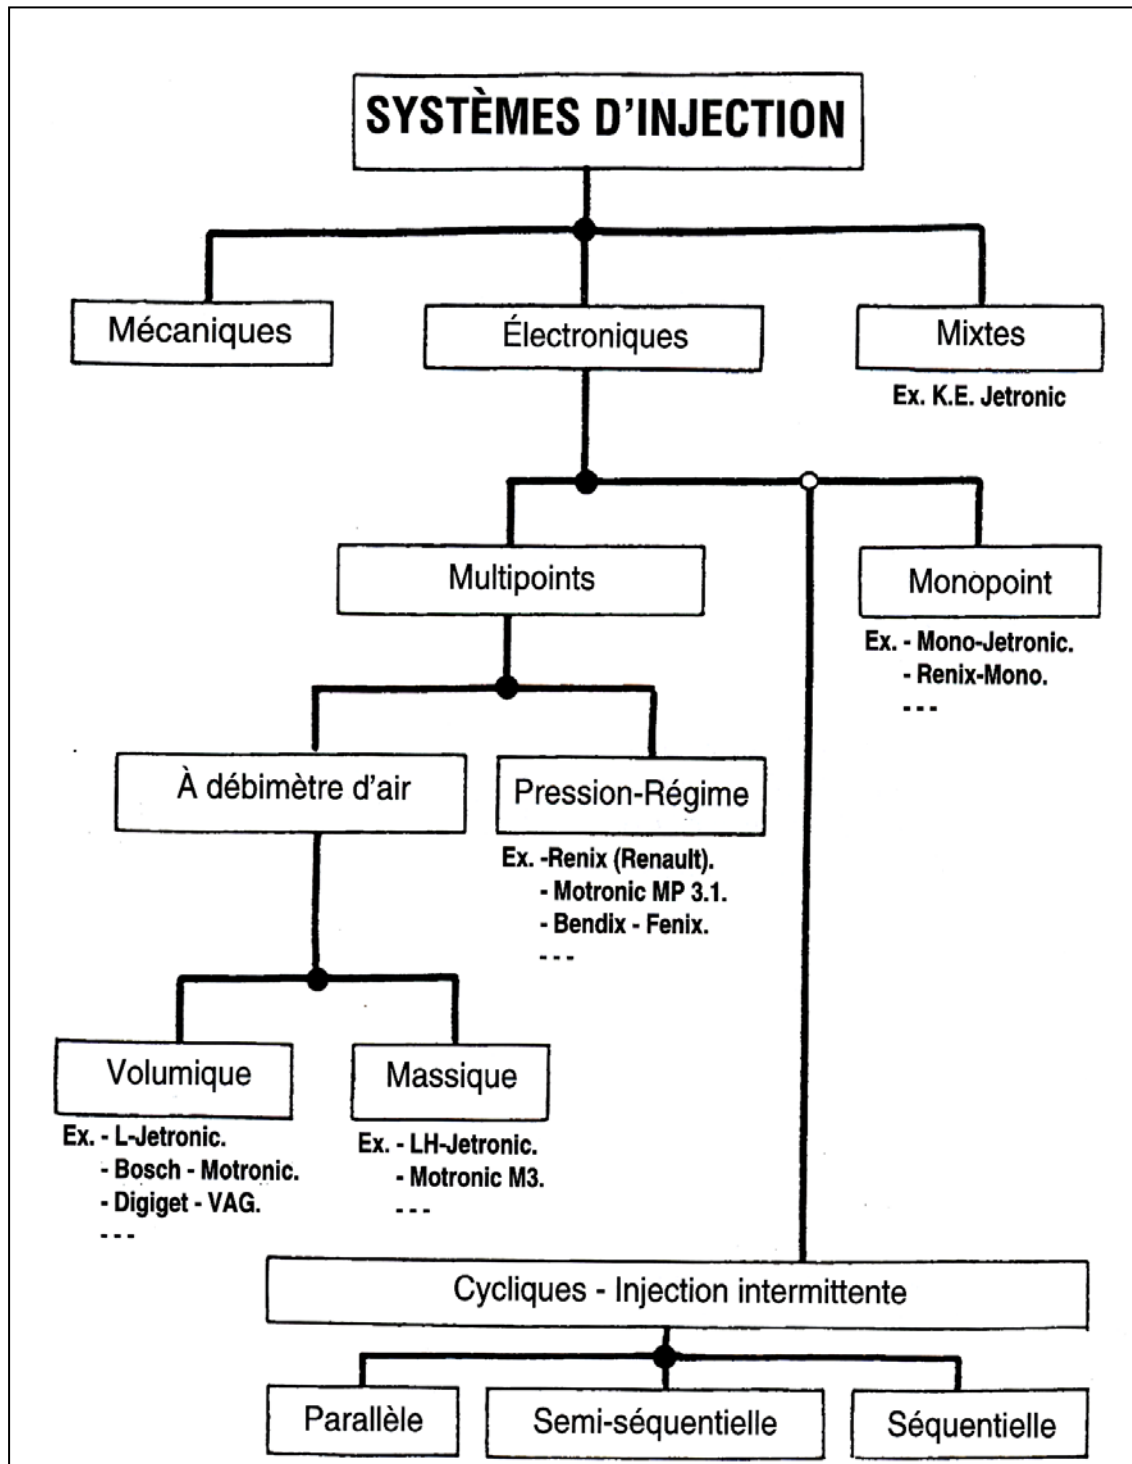 SYSTÈMES D'INJECTION
Mécaniques
Électroniques
Mixtes
Ex. K.E. Jetronic
Multipoints
Monopoint
Ex. - Mono-Jetronic.
- Renix-Mono.
- - -
À débimètre d'air
Pression-Régime
Ex. -Renix (Renault).
- Motronic MP 3.1.
- Bendix - Fenix.
- - -
Volumique
Ex. - L-Jetronic.
- Bosch - Motronic.
- Digiget - VAG.
- - -
Massique
Ex. - LH-Jetronic.
- Motronic M3.
- - -
Cycliques - Injection intermittente
Parallèle
Semi-séquentielle
Séquentielle